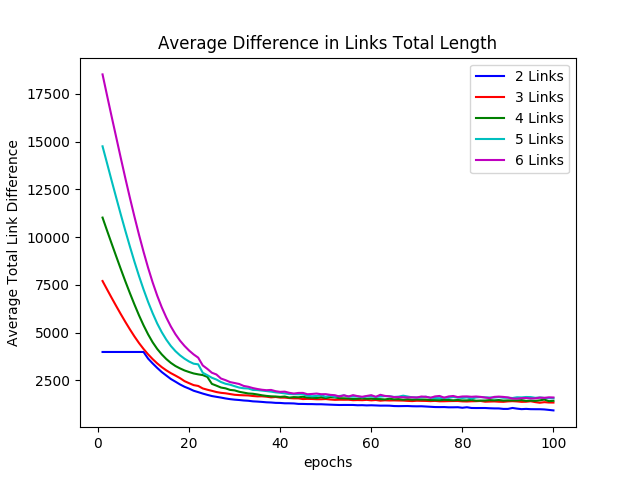 Average Difference in Links Total Length
Average Total Link Difference
17500
15000
12500
10000
7500
5000
2500
2 Links
3 Links
4 Links
5 Links
6 Links
0 20 40 60 80 100
epochs